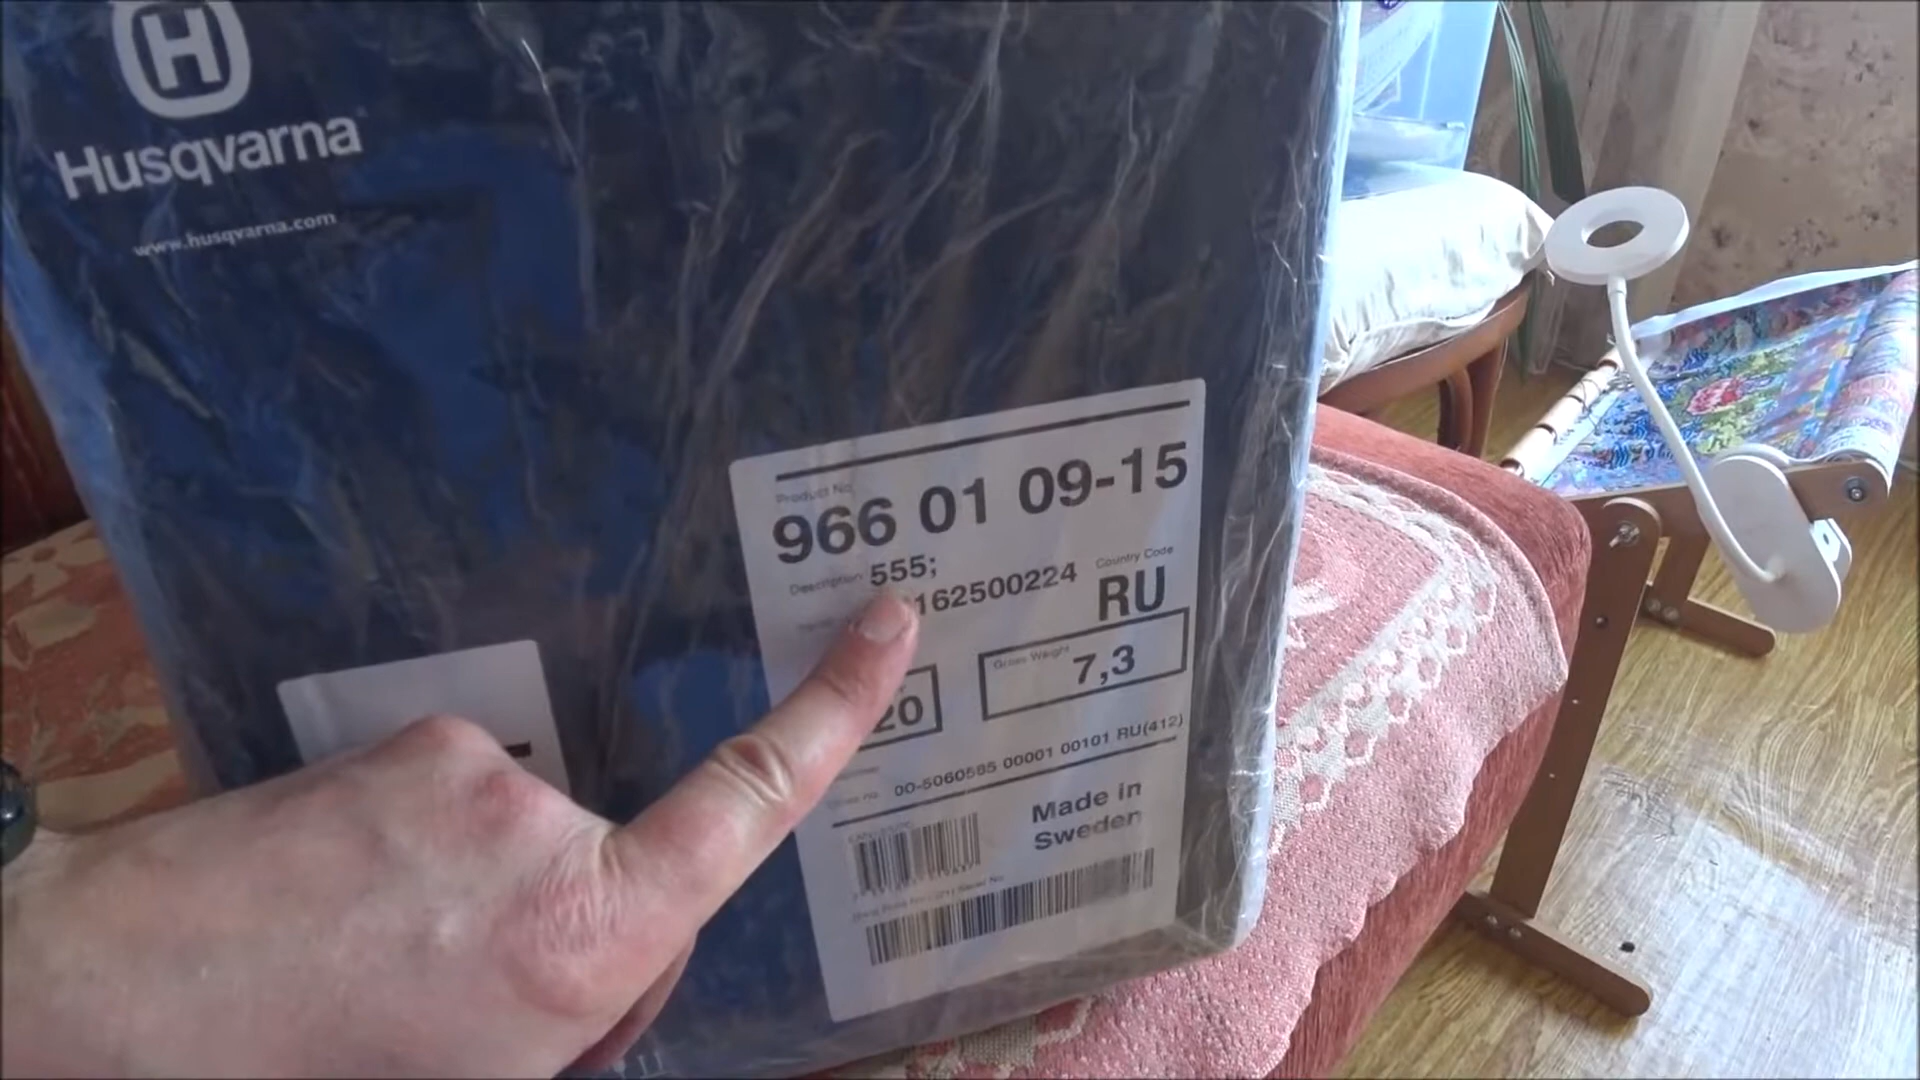 H
Husqvarna
www.husqvarna.com
Product No.
966 01 09-15
Description 555;
162500224
Country Code
RU
20
Gross Weight
7,3
00-5060585 00001 00101 RU(412)
Made in
Sweden